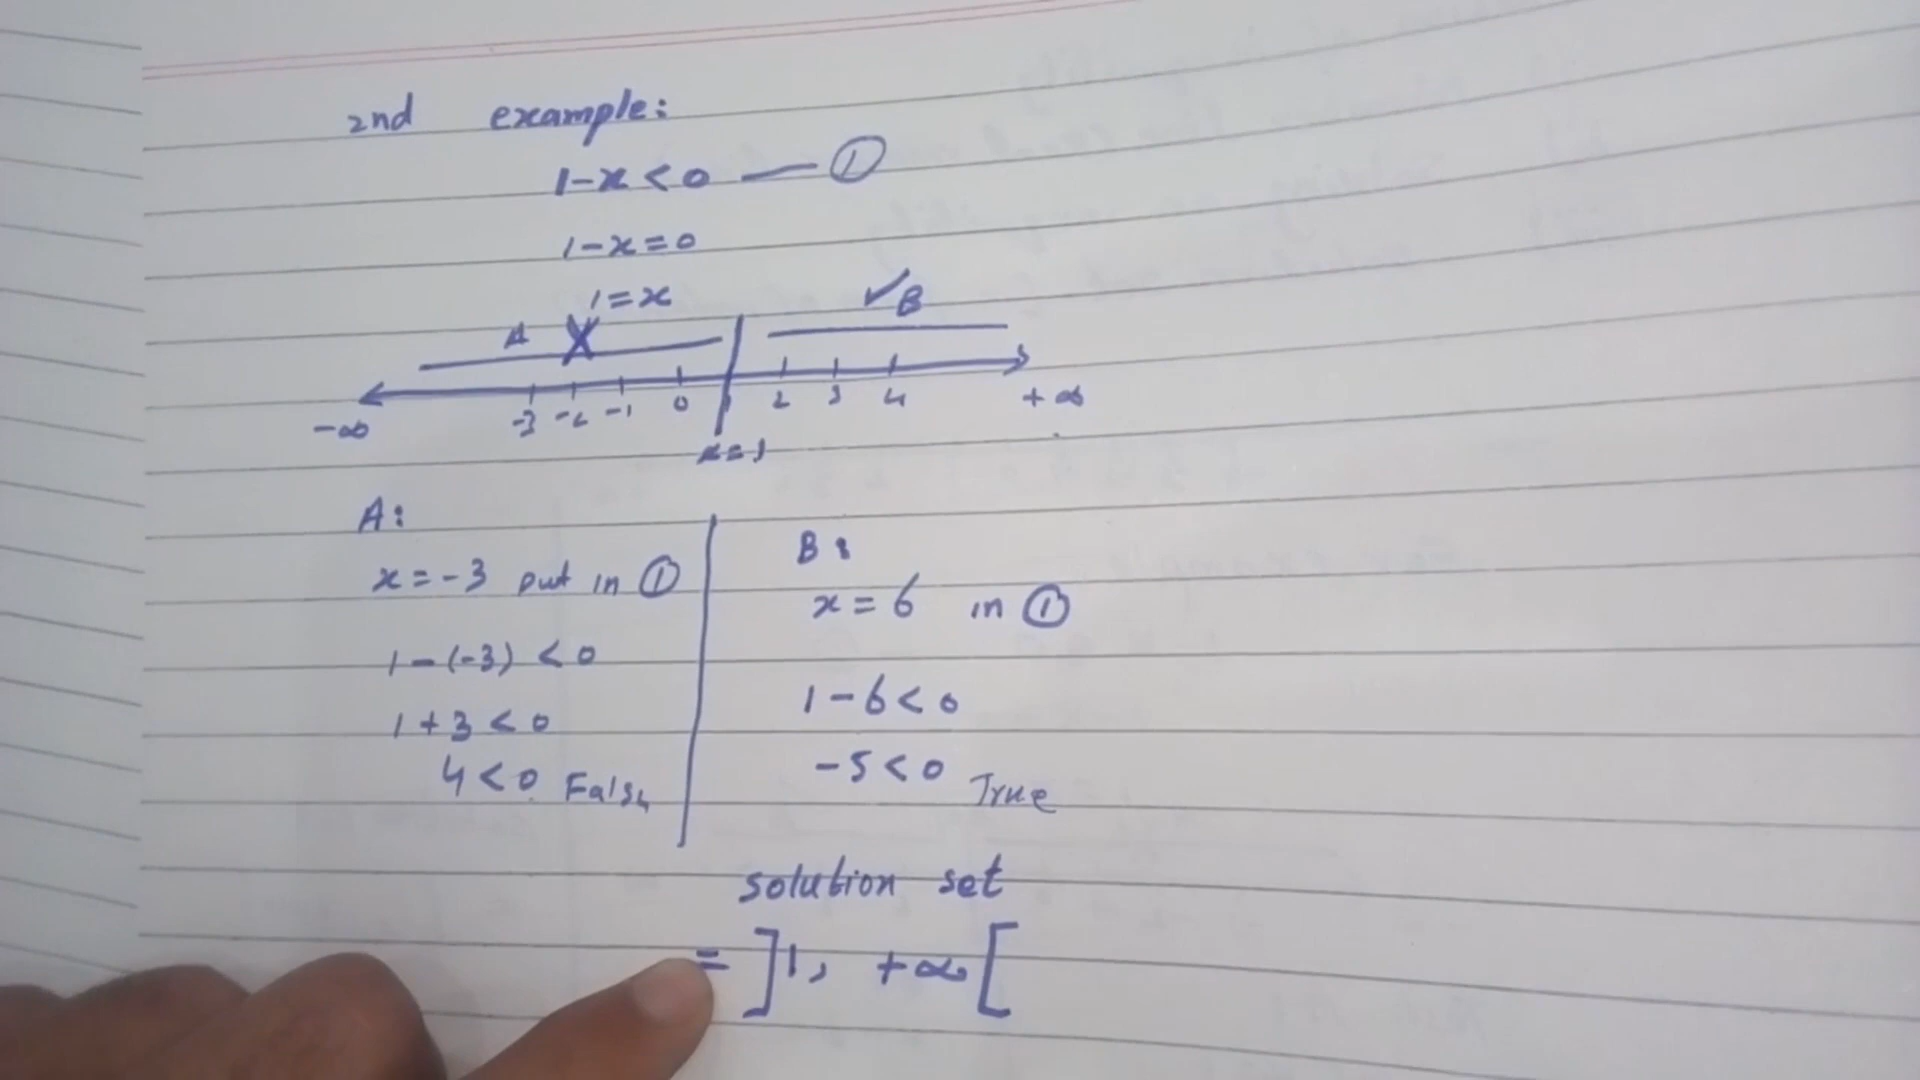 2nd example:
1-x<0 — ①
1-x=0
1=x
A X ✓B
-3 -2 -1 0 2 3 4
-∞ +∞
x=1
A:
x=-3 put in ①
1-(-3)<0
1+3<0
4<0 False
B:
x=6 in ①
1-6<0
-5<0 True
solution set
= ]1, +∞[